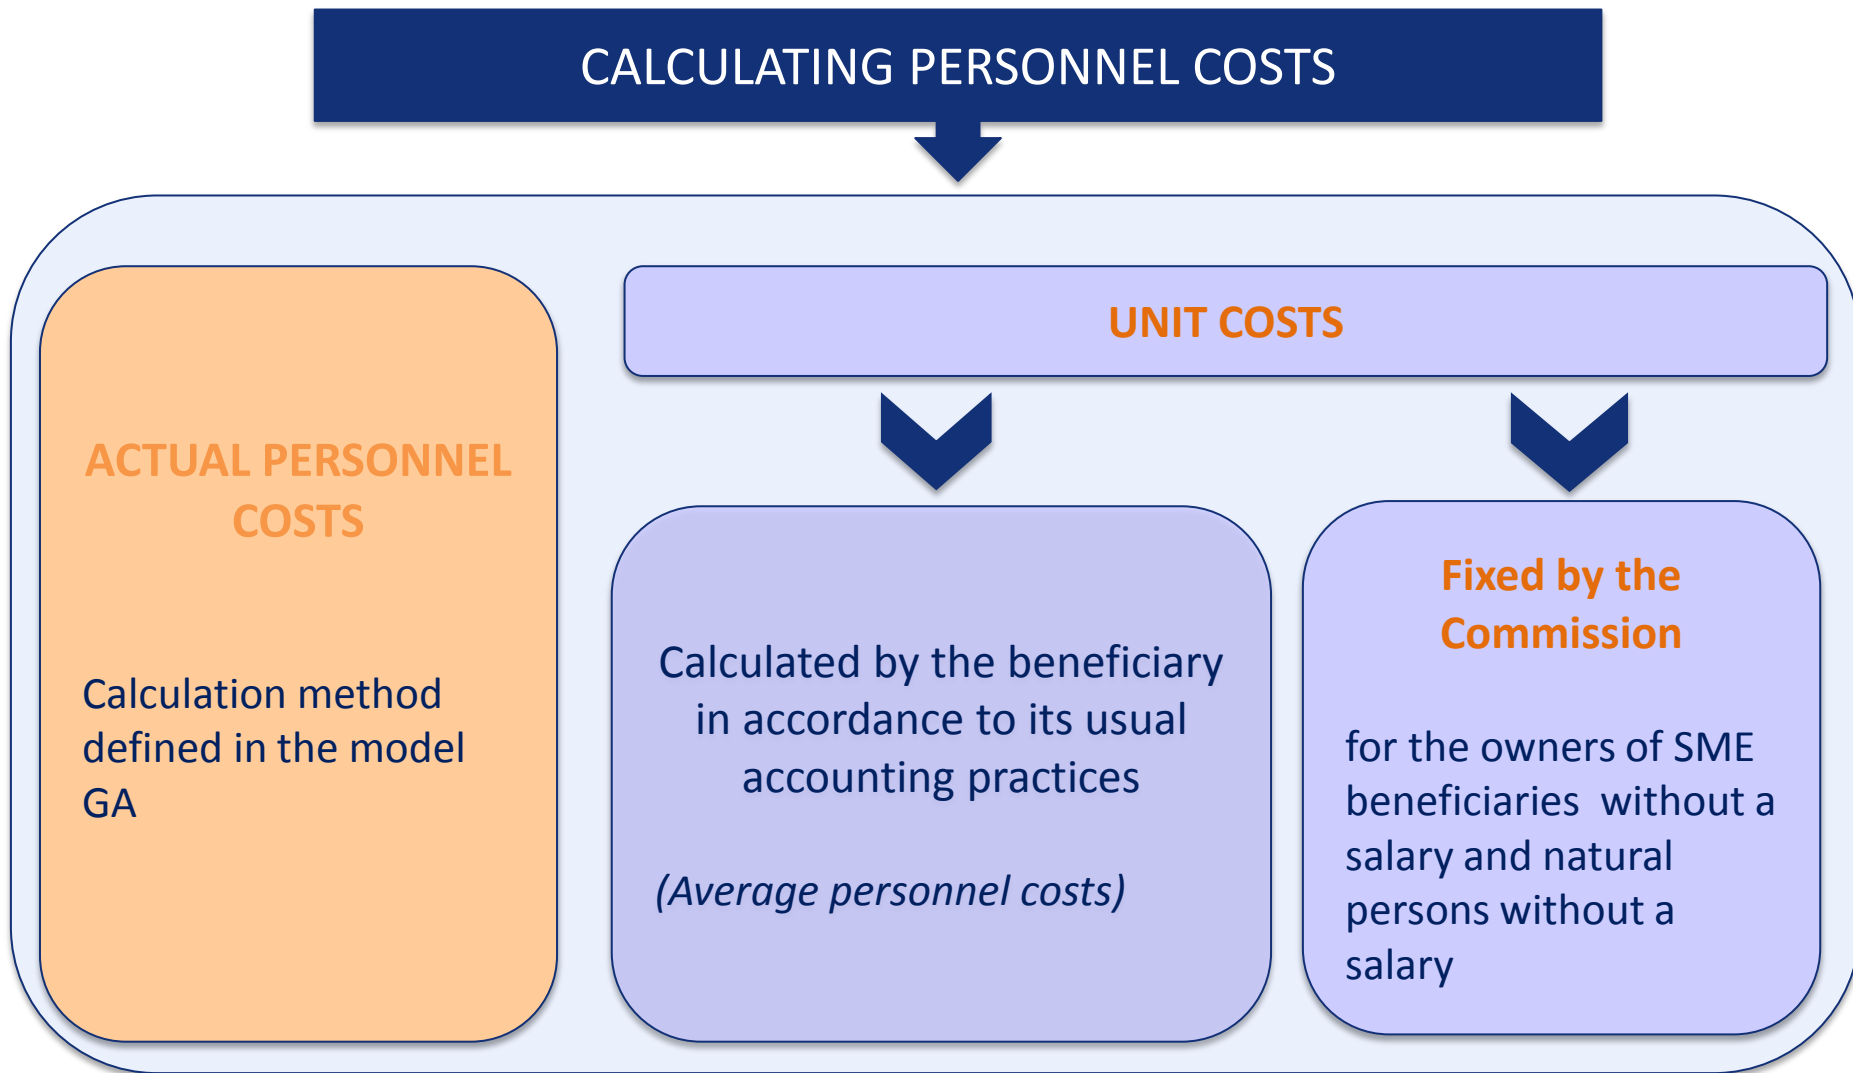 CALCULATING PERSONNEL COSTS
ACTUAL PERSONNEL
COSTS
Calculation method
defined in the model
GA
UNIT COSTS
Calculated by the beneficiary
in accordance to its usual
accounting practices
(Average personnel costs)
Fixed by the
Commission
for the owners of SME
beneficiaries  without a
salary and natural
persons without a
salary